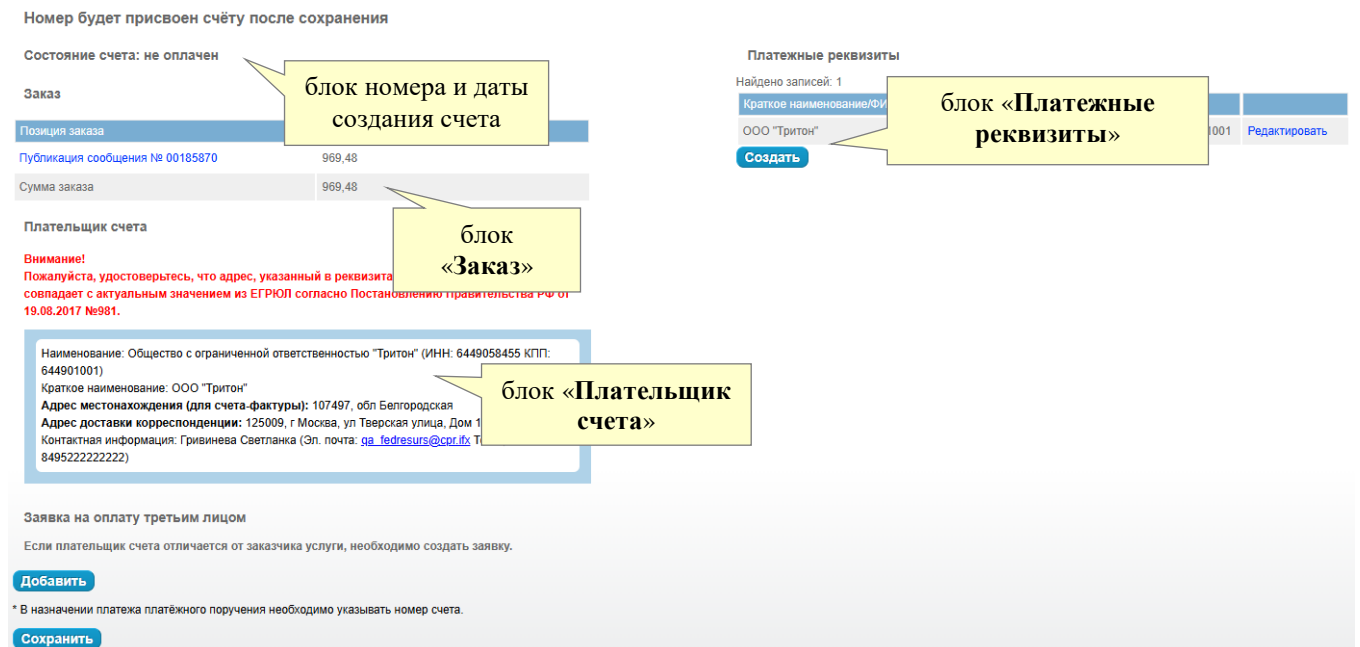 Номер будет присвоен счёту после сохранения
Состояние счета: не оплачен
блок номера и даты
создания счета
Заказ
Позиция заказа
Публикация сообщения № 00185870 969,48
Сумма заказа 969,48
блок
«Заказ»
Плательщик счета
Внимание!
Пожалуйста, удостоверьтесь, что адрес, указанный в
совпадает с актуальным значением из ЕГРЮЛ согласно Постановлению Правительства РФ от
19.08.2017 №981.
Наименование: Общество с ограниченной ответственностью "Тритон" (ИНН: 6449058455 КПП:
644901001)
Краткое наименование: ООО "Тритон"
Адрес местонахождения (для счета-фактуры): 107497, обл Белгородская
Адрес доставки корреспонденции: 125009, г Москва, ул Тверская улица, Дом 1
Контактная информация: Гривинева Светланка (Эл. почта: qa_fedresurs@cpr.ifx
8495222222222)
блок «Плательщик
счета»
Заявка на оплату третьим лицом
Если плательщик счета отличается от заказчика услуги, необходимо создать заявку.
Добавить
* В назначении платежа платёжного поручения необходимо указывать номер счета.
Сохранить
Платежные реквизиты
Найдено записей: 1
Краткое наименование/ФИ
ООО "Тритон" 1001 Редактировать
Создать
блок «Платежные
реквизиты»